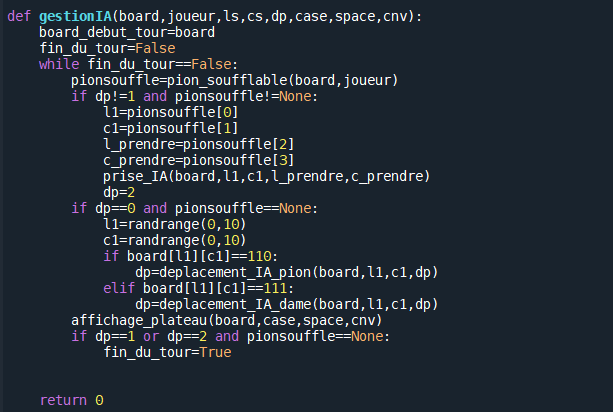 def gestionIA(board,joueur,ls,cs,dp,case,space,cnv):
    board_debut_tour=board
    fin_du_tour=False
    while fin_du_tour==False:
        pionsouffle=pion_soufflable(board,joueur)
        if dp!=1 and pionsouffle!=None:
            l1=pionsouffle[0]
            c1=pionsouffle[1]
            l_prendre=pionsouffle[2]
            c_prendre=pionsouffle[3]
            prise_IA(board,l1,c1,l_prendre,c_prendre)
            dp=2
        if dp==0 and pionsouffle==None:
            l1=randrange(0,10)
            c1=randrange(0,10)
            if board[l1][c1]==110:
                dp=deplacement_IA_pion(board,l1,c1,dp)
            elif board[l1][c1]==111:
                dp=deplacement_IA_dame(board,l1,c1,dp)
        affichage_plateau(board,case,space,cnv)
        if dp==1 or dp==2 and pionsouffle==None:
            fin_du_tour=True
    return 0